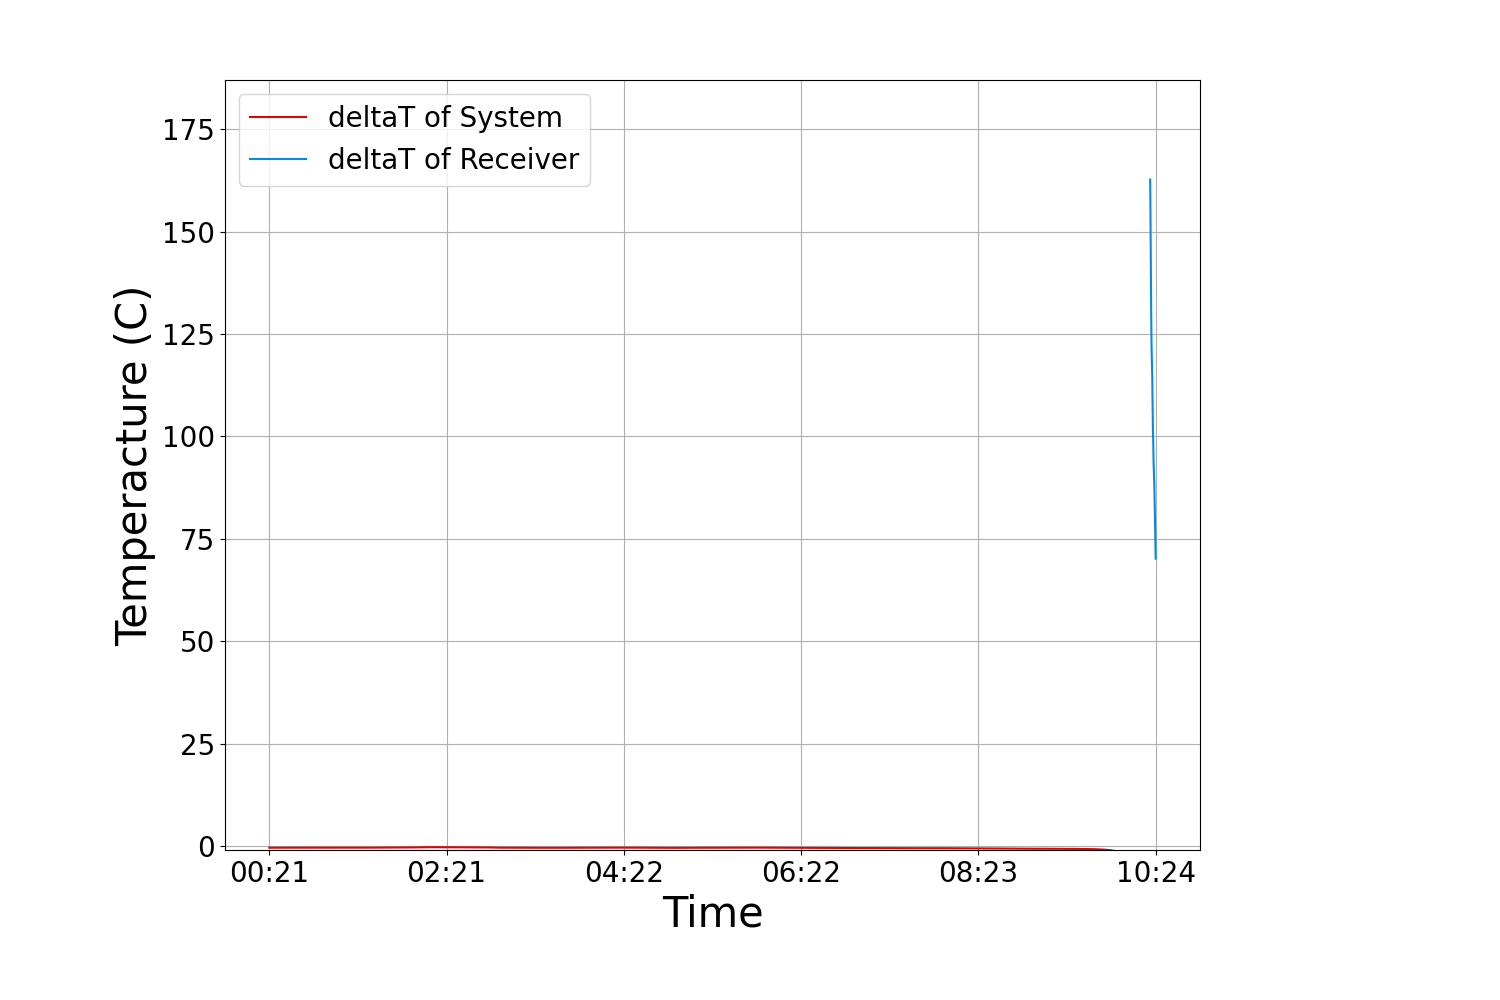 deltaT of System
deltaT of Receiver
175
150
125
100
75
50
25
0
Temperacture (C)
00:21 02:21 04:22 06:22 08:23 10:24
Time